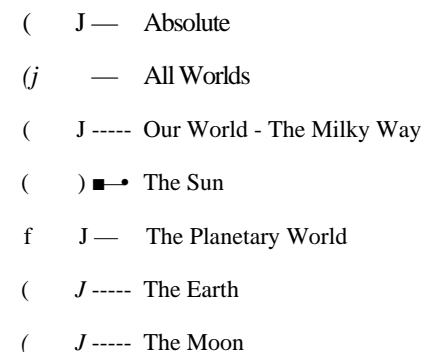 ( J — Absolute
(j — All Worlds
( J ----- Our World - The Milky Way
( ) ■—• The Sun
f J — The Planetary World
( J ----- The Earth
( J ----- The Moon